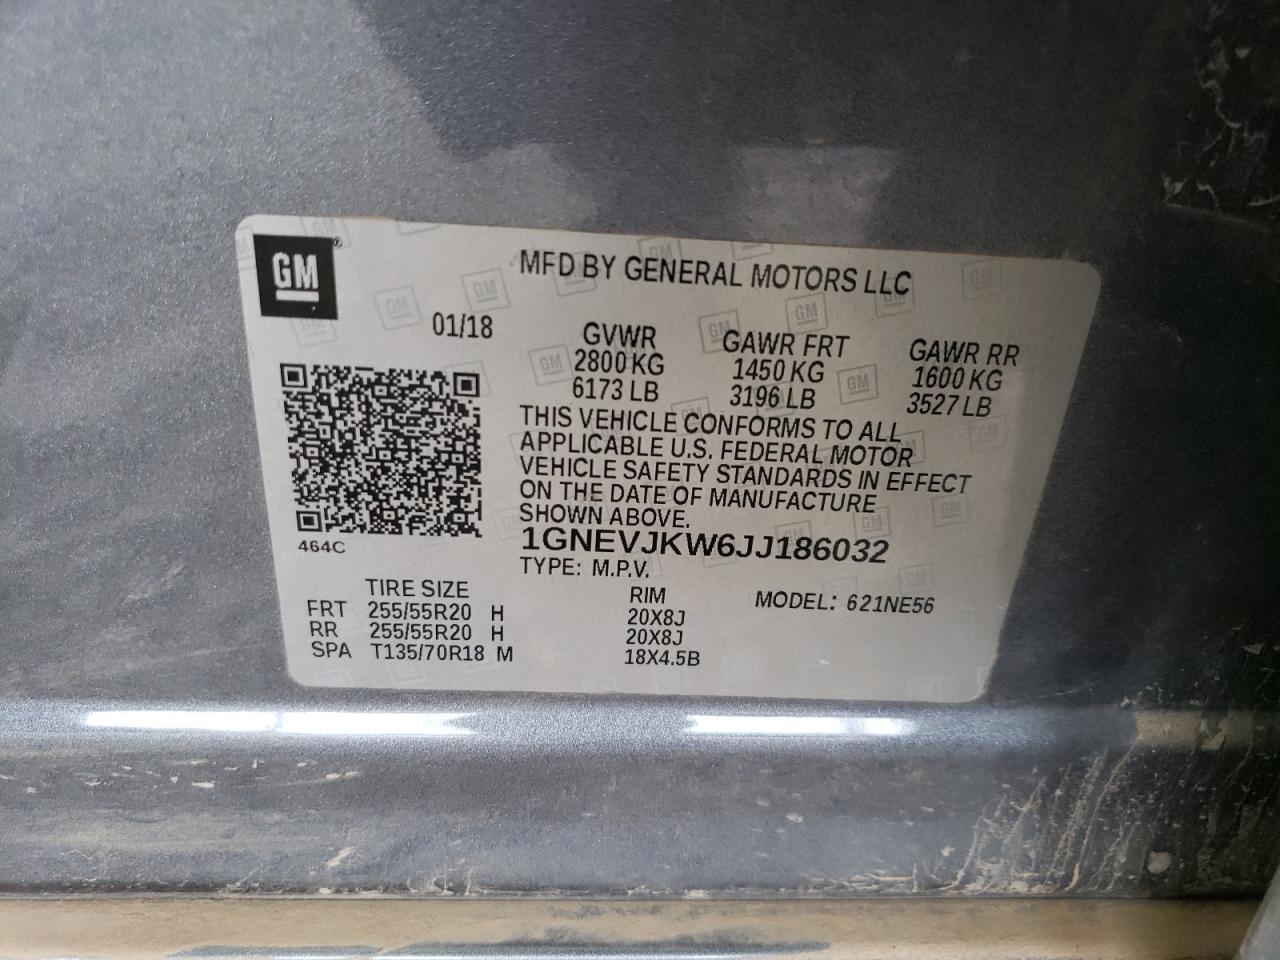 GM
MFD BY GENERAL MOTORS LLC
01/18
GVWR GAWR FRT GAWR RR
2800 KG 1450 KG 1600 KG
6173 LB 3196 LB 3527 LB
THIS VEHICLE CONFORMS TO ALL
APPLICABLE U.S. FEDERAL MOTOR
VEHICLE SAFETY STANDARDS IN EFFECT
ON THE DATE OF MANUFACTURE
SHOWN ABOVE.
464C
1GNEVJKW6JJ186032
TYPE: M.P.V.
TIRE SIZE RIM MODEL: 621NE56
FRT 255/55R20 H 20X8J
RR 255/55R20 H 20X8J
SPA T135/70R18 M 18X4.5B